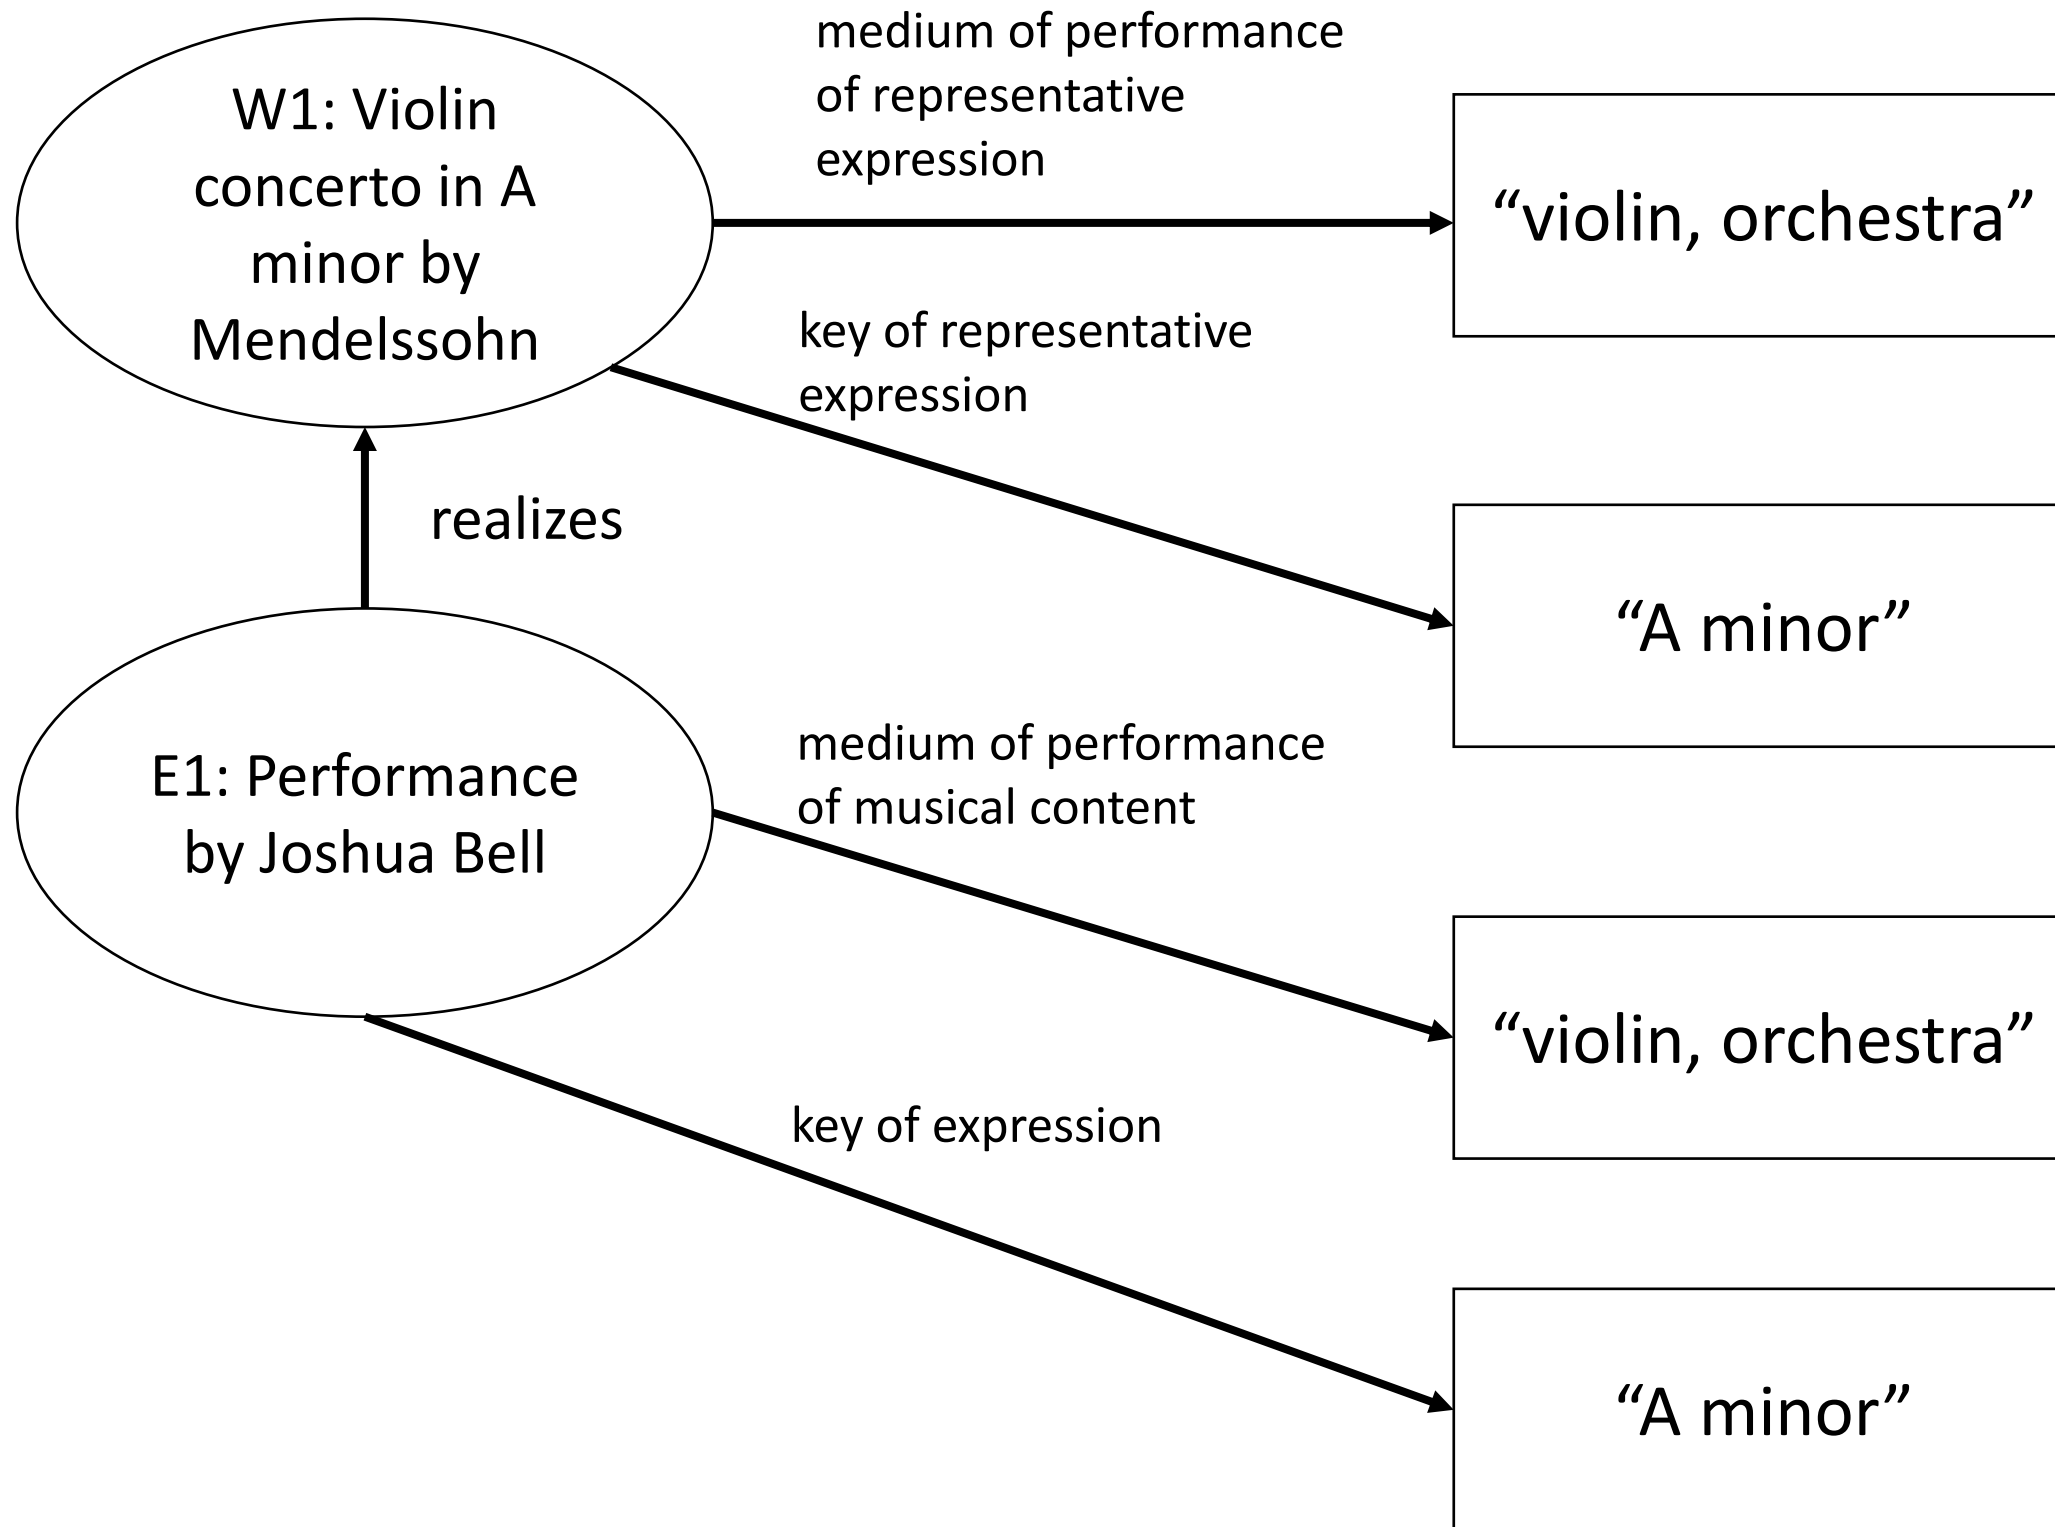 W1: Violin
concerto in A
minor by
Mendelssohn
medium of performance
of representative
expression
“violin, orchestra”
key of representative
expression
“A minor”
realizes
E1: Performance
by Joshua Bell
medium of performance
of musical content
“violin, orchestra”
key of expression
“A minor”